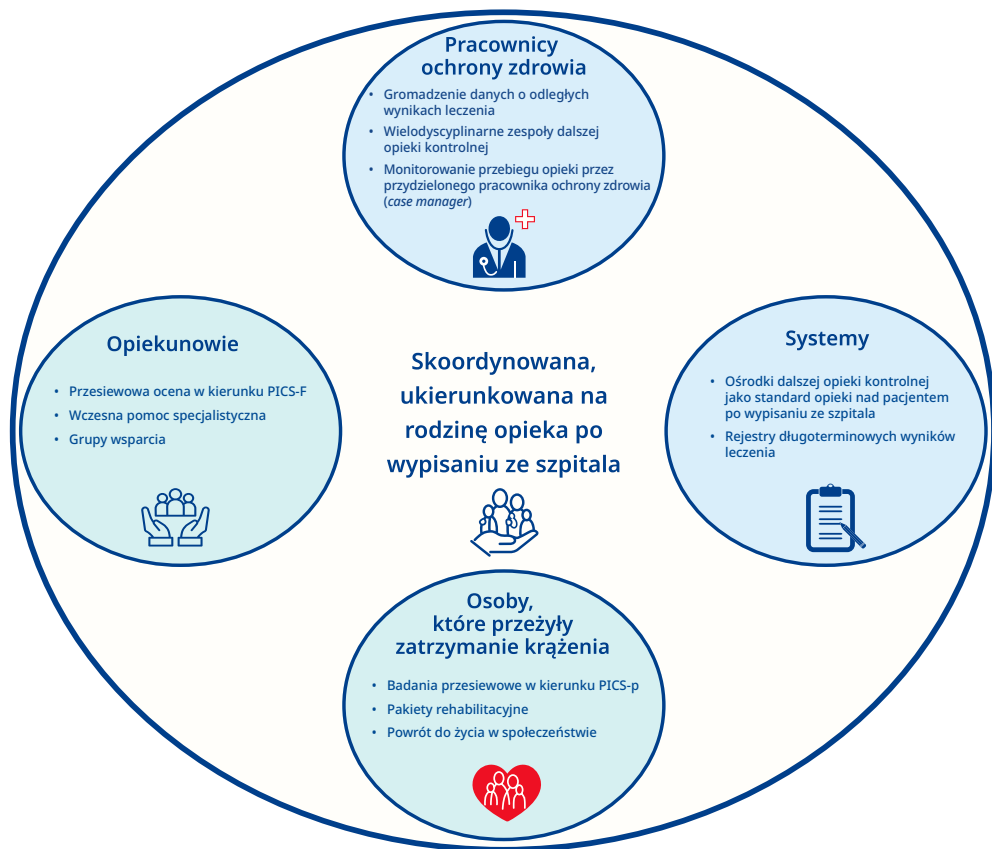 Pracownicy
ochrony zdrowia
• Gromadzenie danych o odległych
wynikach leczenia
• Wielodyscyplinarne zespoły dalszej
opieki kontrolnej
• Monitorowanie przebiegu opieki przez
przydzielonego pracownika ochrony zdrowia
(case manager)
Opiekunowie
• Przesiewowa ocena w kierunku PICS-F
• Wczesna pomoc specjalistyczna
• Grupy wsparcia
Skoordynowana,
ukierunkowana na
rodzinę opieka po
wypisaniu ze szpitala
Systemy
• Ośrodki dalszej opieki kontrolnej
jako standard opieki nad pacjentem
po wypisaniu ze szpitala
• Rejestry długoterminowych wyników
leczenia
Osoby,
które przeżyły
zatrzymanie krążenia
• Badania przesiewowe w kierunku PICS-p
• Pakiety rehabilitacyjne
• Powrót do życia w społeczeństwie